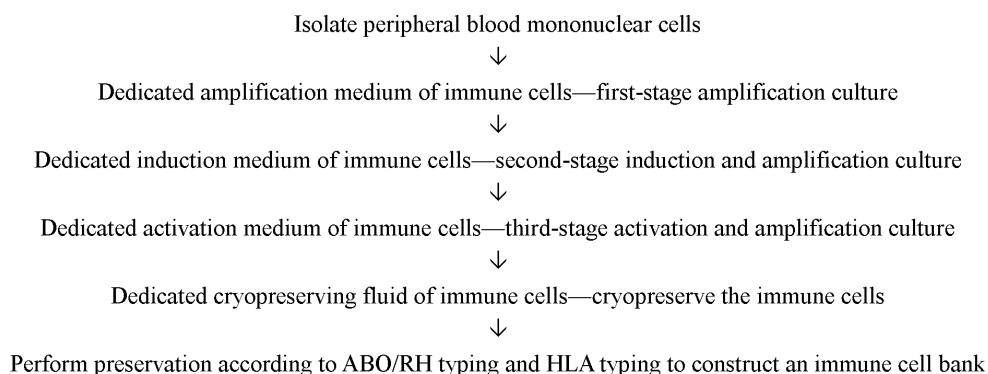 Isolate peripheral blood mononuclear cells
↓
Dedicated amplification medium of immune cells—first-stage amplification culture
↓
Dedicated induction medium of immune cells—second-stage induction and amplification culture
↓
Dedicated activation medium of immune cells—third-stage activation and amplification culture
↓
Dedicated cryopreserving fluid of immune cells—cryopreserve the immune cells
↓
Perform preservation according to ABO/RH typing and HLA typing to construct an immune cell bank